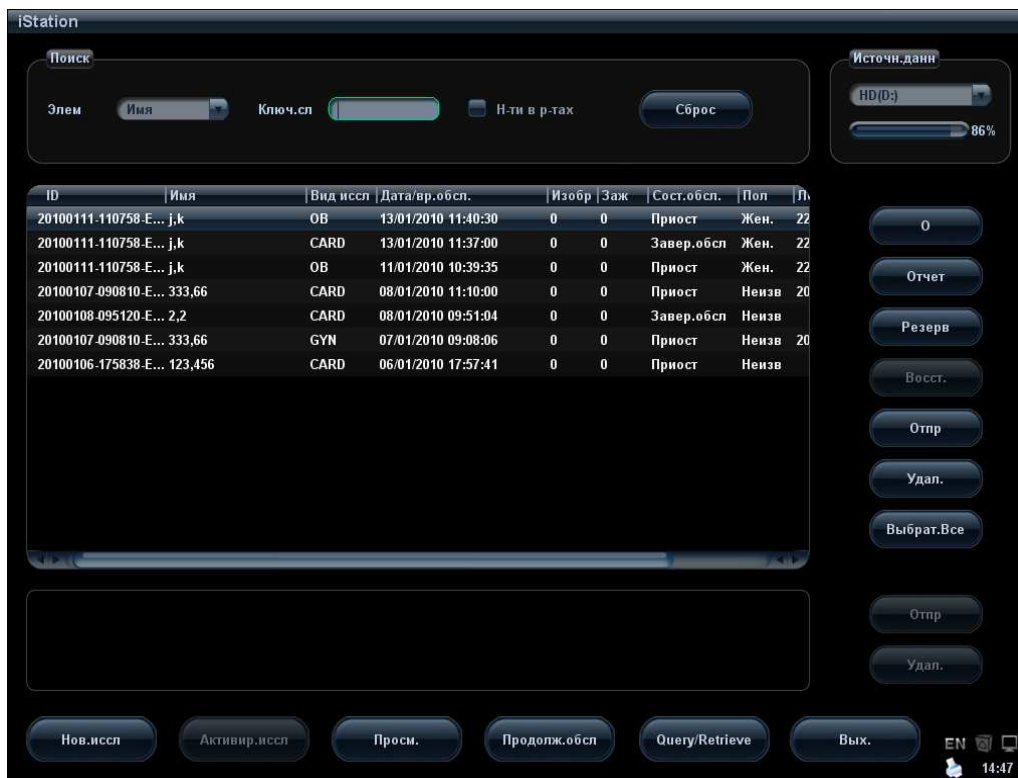 iStation
Поиск
Источн.данн
Элем Имя Ключ.сл Н-ти в р-тах Сброс
HD(D:)
86%
ID Имя Вид иссл Дата/вр.обсл. Изобр Заж Сост.обсл. Пол
20100111-110758-E... j,k OB 13/01/2010 11:40:30 0 0 Приост Жен. 22
20100111-110758-E... j,k CARD 13/01/2010 11:37:00 0 0 Завер.обсл Жен. 22
20100111-110758-E... j,k OB 11/01/2010 10:39:35 0 0 Приост Жен. 22
20100107-090810-E... 333,66 CARD 08/01/2010 11:10:00 0 0 Приост Неизв 20
20100108-095120-E... 2,2 CARD 08/01/2010 09:51:04 0 0 Завер.обсл Неизв
20100107-090810-E... 333,66 GYN 07/01/2010 09:08:06 0 0 Приост Неизв 20
20100106-175838-E... 123,456 CARD 06/01/2010 17:57:41 0 0 Приост Неизв
О
Отчет
Резерв
Восст.
Отпр
Удал.
Выбрат.Все
Отпр
Удал.
Нов.иссл Активир.иссл Просм. Продолж.обсл Query/Retrieve Вых.
EN
14:47